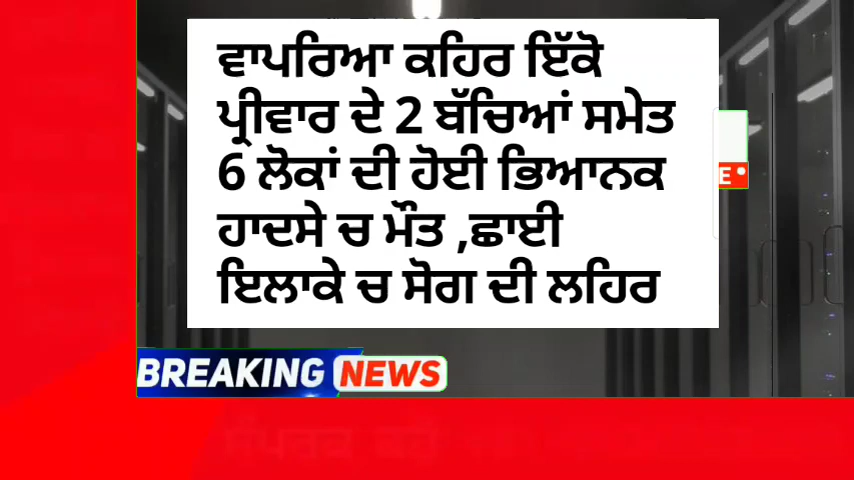 ਵਾਪਰਿਆ ਕਹਿਰ ਇੱਕੋ
ਪ੍ਰੀਵਾਰ ਦੇ 2 ਬੱਚਿਆਂ ਸਮੇਤ
6 ਲੋਕਾਂ ਦੀ ਹੋਈ ਭਿਆਨਕ
ਹਾਦਸੇ ਚ ਮੌਤ ,ਛਾਈ
ਇਲਾਕੇ ਚ ਸੋਗ ਦੀ ਲਹਿਰ
BREAKING NEWS